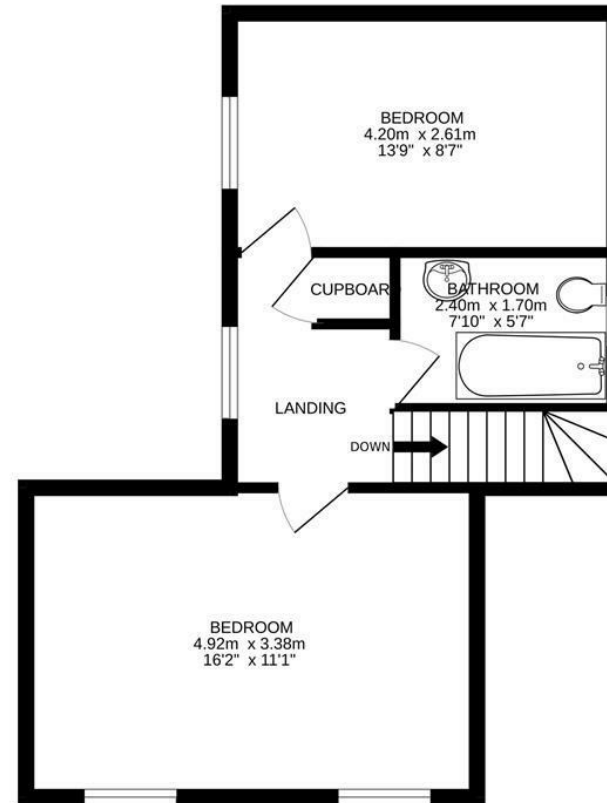 BEDROOM
4.20m x 2.61m
13'9" x 8'7"
CUPBOARD
BATHROOM
2.40m x 1.70m
7'10" x 5'7"
LANDING
DOWN
BEDROOM
4.92m x 3.38m
16'2" x 11'1"